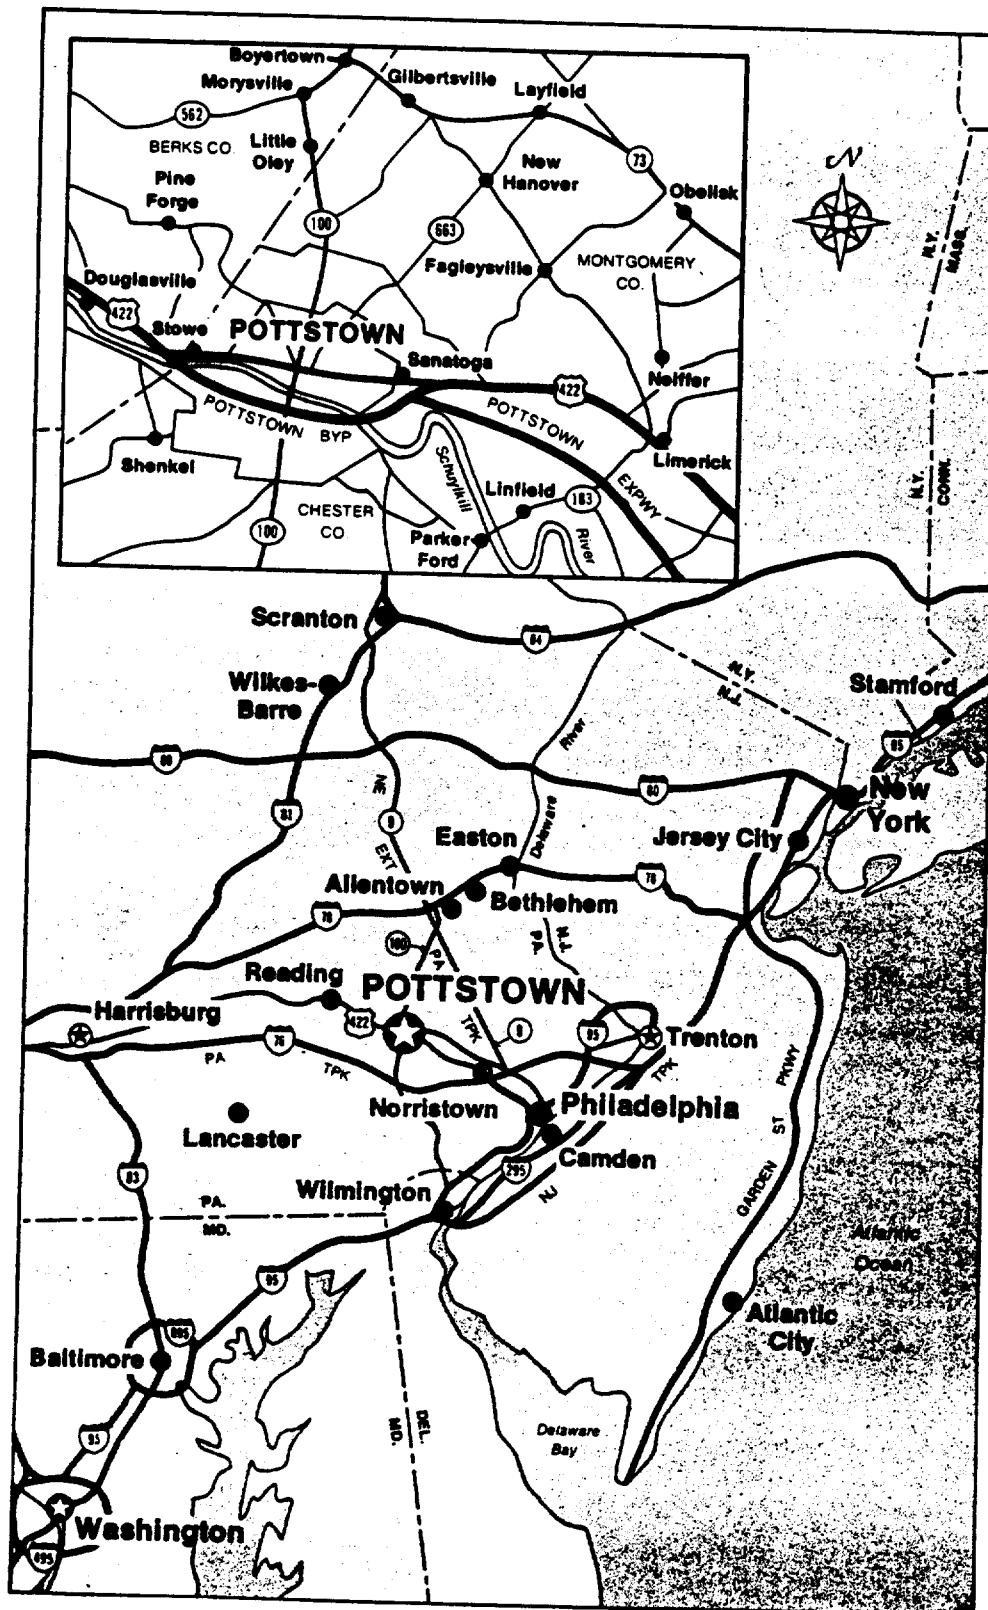 Boyertown
Gilbertsville
Morysville
Layfield
562
BERKS CO.
Little
Oley
73
New
Hanover
Pine
Forge
Obelisk
N
N.Y.
MASS.
100
663
Fagleysville
MONTGOMERY
CO.
Douglasville
422
Stowe
POTTSTOWN
Sanatoga
Neiffer
422
POTTSTOWN
BYP
POTTSTOWN
EXPWY
Shenkel
Limerick
Schuylkill
River
Linfield
183
N.Y.
CONN.
CHESTER
CO.
100
Parker
Ford
Scranton
84
Wilkes-
Barre
N.Y.
N.J.
Stamford
95
River
Delaware
80
80
NE
EXT
9
81
New
York
Jersey City
Easton
78
Allentown
Bethlehem
78
100
PA
TPK
9
N.J.
PA.
Reading
POTTSTOWN
Harrisburg
422
95
Trenton
TPK
PA
76
TPK
Norristown
Philadelphia
Lancaster
Camden
GARDEN
ST
PKWY
83
Wilmington
295
NJ
PA.
MD.
Atlantic
Ocean
95
Atlantic
City
695
Baltimore
95
DEL.
MD.
Delaware
Bay
Washington
495